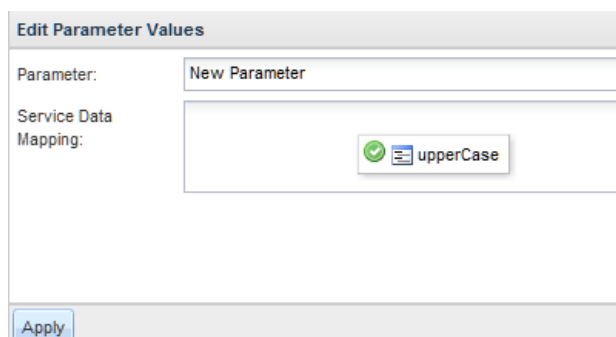 Edit Parameter Values
Parameter:
New Parameter
Service Data
Mapping:
upperCase
Apply